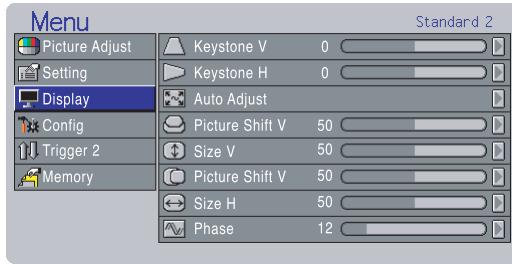 Menu
Standard 2
Picture Adjust
Setting
Display
Config
Trigger 2
Memory
Keystone V 0
Keystone H 0
Auto Adjust
Picture Shift V 50
Size V 50
Picture Shift V 50
Size H 50
Phase 12